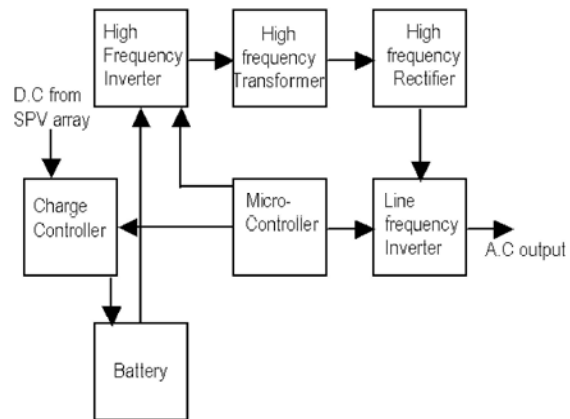 High
Frequency
Inverter
High
frequency
Transformer
High
frequency
Rectifier
D.C from
SPV array
Charge
Controller
Micro-
Controller
Line
frequency
Inverter
A.C output
Battery